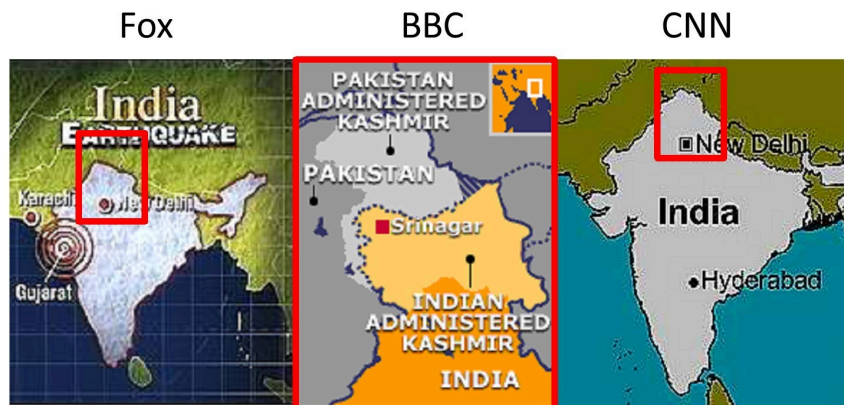 Fox
BBC
CNN
India
EARTHQUAKE
Karachi
New Delhi
Gujarat
PAKISTAN
ADMINISTERED
KASHMIR
PAKISTAN
Srinagar
INDIAN
ADMINISTERED
KASHMIR
INDIA
New Delhi
India
Hyderabad